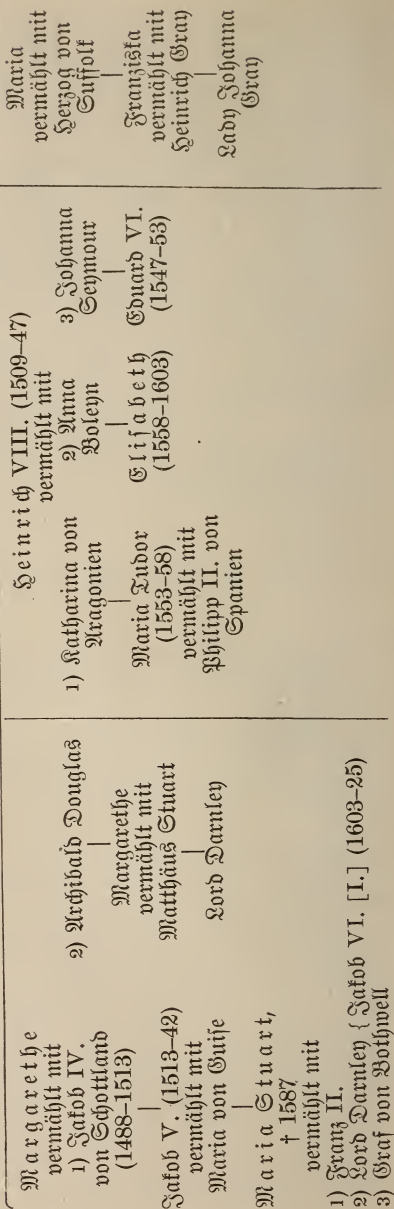 Margarethe
vermählt mit
1) Jakob IV.
von Schottland
(1488–1513)
Jakob V. (1513–42)
vermählt mit
Maria von Guise
Maria Stuart,
† 1587
vermählt mit
1) Franz II.
2) Lord Darnley { Jakob VI. [I.] (1603–25)
3) Graf von Bothwell
2) Archibald Douglas
Margarethe
vermählt mit
Matthäus Stuart
Lord Darnley
Heinrich VIII. (1509–47)
vermählt mit
1) Katharina von
Aragonien
Maria Tudor
(1553–58)
vermählt mit
Philipp II. von
Spanien
2) Anna
Boleyn
Elisabeth
(1558–1603)
3) Johanna
Seymour
Eduard VI.
(1547–53)
Maria
vermählt mit
Herzog von
Suffolk
Franziska
vermählt mit
Heinrich Gray
Lady Johanna
Gray